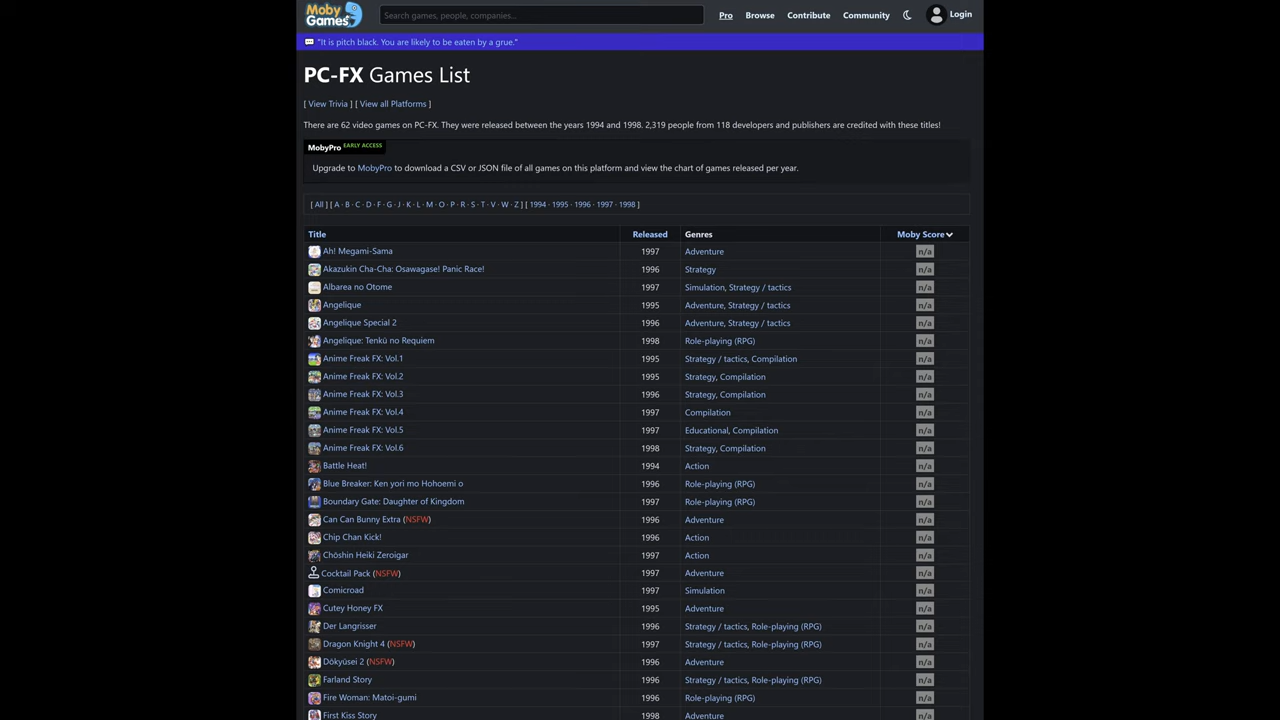 Moby Games
Search games, people, companies...
Pro Browse Contribute Community Login
"It is pitch black. You are likely to be eaten by a grue."
PC-FX Games List
[ View Trivia ] [ View all Platforms ]
There are 62 video games on PC-FX. They were released between the years 1994 and 1998. 2,319 people from 118 developers and publishers are credited with these titles!
MobyPro EARLY ACCESS
Upgrade to MobyPro to download a CSV or JSON file of all games on this platform and view the chart of games released per year.
[ All ] [ A · B · C · D · F · G · J · K · L · M · O · P · R · S · T · V · W · Z ] [ 1994 · 1995 · 1996 · 1997 · 1998 ]
Title Released Genres Moby Score
Ah! Megami-Sama 1997 Adventure n/a
Akazukin Cha-Cha: Osawagase! Panic Race! 1996 Strategy n/a
Albarea no Otome 1997 Simulation, Strategy / tactics n/a
Angelique 1995 Adventure, Strategy / tactics n/a
Angelique Special 2 1996 Adventure, Strategy / tactics n/a
Angelique: Tenkū no Requiem 1998 Role-playing (RPG) n/a
Anime Freak FX: Vol.1 1995 Strategy / tactics, Compilation n/a
Anime Freak FX: Vol.2 1995 Strategy, Compilation n/a
Anime Freak FX: Vol.3 1996 Strategy, Compilation n/a
Anime Freak FX: Vol.4 1997 Compilation n/a
Anime Freak FX: Vol.5 1997 Educational, Compilation n/a
Anime Freak FX: Vol.6 1998 Strategy, Compilation n/a
Battle Heat! 1994 Action n/a
Blue Breaker: Ken yori mo Hohoemi o 1996 Role-playing (RPG) n/a
Boundary Gate: Daughter of Kingdom 1997 Role-playing (RPG) n/a
Can Can Bunny Extra (NSFW) 1996 Adventure n/a
Chip Chan Kick! 1996 Action n/a
Chōshin Heiki Zeroigar 1997 Action n/a
Cocktail Pack (NSFW) 1997 Adventure n/a
Comicroad 1997 Simulation n/a
Cutey Honey FX 1995 Adventure n/a
Der Langrisser 1996 Strategy / tactics, Role-playing (RPG) n/a
Dragon Knight 4 (NSFW) 1997 Strategy / tactics, Role-playing (RPG) n/a
Dōkyūsei 2 (NSFW) 1996 Adventure n/a
Farland Story 1996 Strategy / tactics, Role-playing (RPG) n/a
Fire Woman: Matoi-gumi 1996 Role-playing (RPG) n/a
First Kiss Story 1998 Adventure n/a